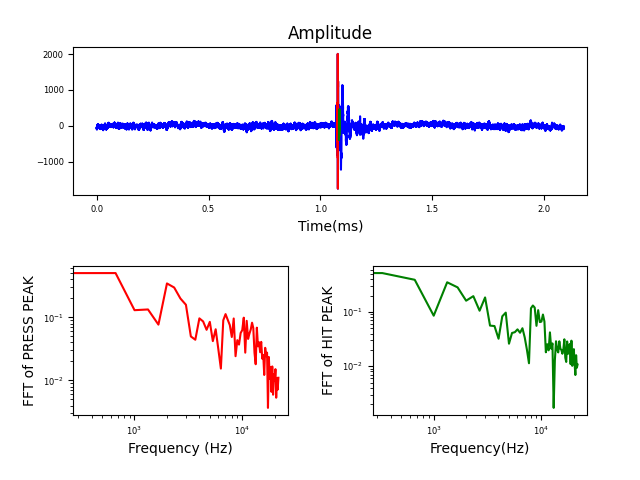 Amplitude
2000
1000
0
−1000
0.0 0.5 1.0 1.5 2.0
Time(ms)
FFT of PRESS PEAK
10⁻¹
10⁻²
10³ 10⁴
Frequency (Hz)
FFT of HIT PEAK
10⁻¹
10⁻²
10³ 10⁴
Frequency(Hz)